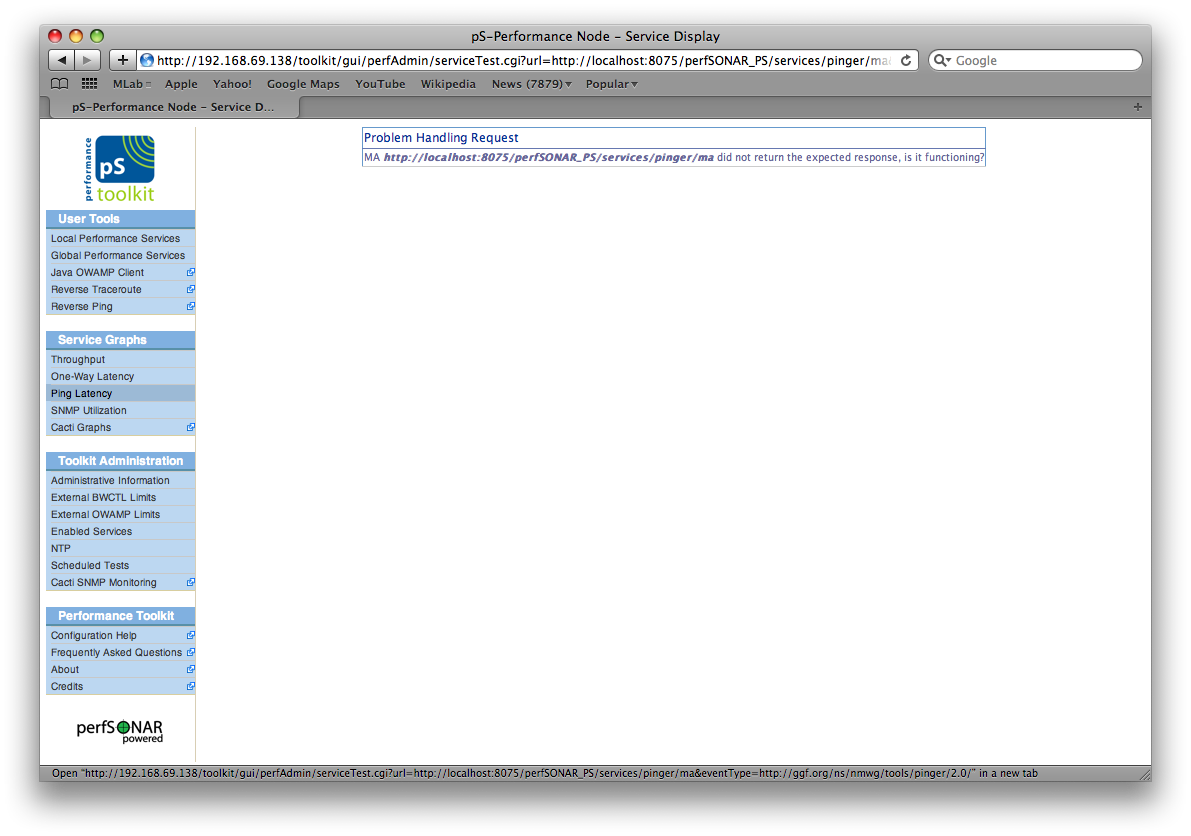 pS-Performance Node - Service Display
http://192.168.69.138/toolkit/gui/perfAdmin/serviceTest.cgi?url=http://localhost:8075/perfSONAR_PS/services/pinger/ma
Google
MLab
Apple
Yahoo!
Google Maps
YouTube
Wikipedia
News (7879)
Popular
pS-Performance Node - Service D...
performance
pS
toolkit
User Tools
Local Performance Services
Global Performance Services
Java OWAMP Client
Reverse Traceroute
Reverse Ping
Service Graphs
Throughput
One-Way Latency
Ping Latency
SNMP Utilization
Cacti Graphs
Toolkit Administration
Administrative Information
External BWCTL Limits
External OWAMP Limits
Enabled Services
NTP
Scheduled Tests
Cacti SNMP Monitoring
Performance Toolkit
Configuration Help
Frequently Asked Questions
About
Credits
perfSONAR
powered
Problem Handling Request
MA http://localhost:8075/perfSONAR_PS/services/pinger/ma did not return the expected response, is it functioning?
Open "http://192.168.69.138/toolkit/gui/perfAdmin/serviceTest.cgi?url=http://localhost:8075/perfSONAR_PS/services/pinger/ma&eventType=http://ggf.org/ns/nmwg/tools/pinger/2.0/" in a new tab